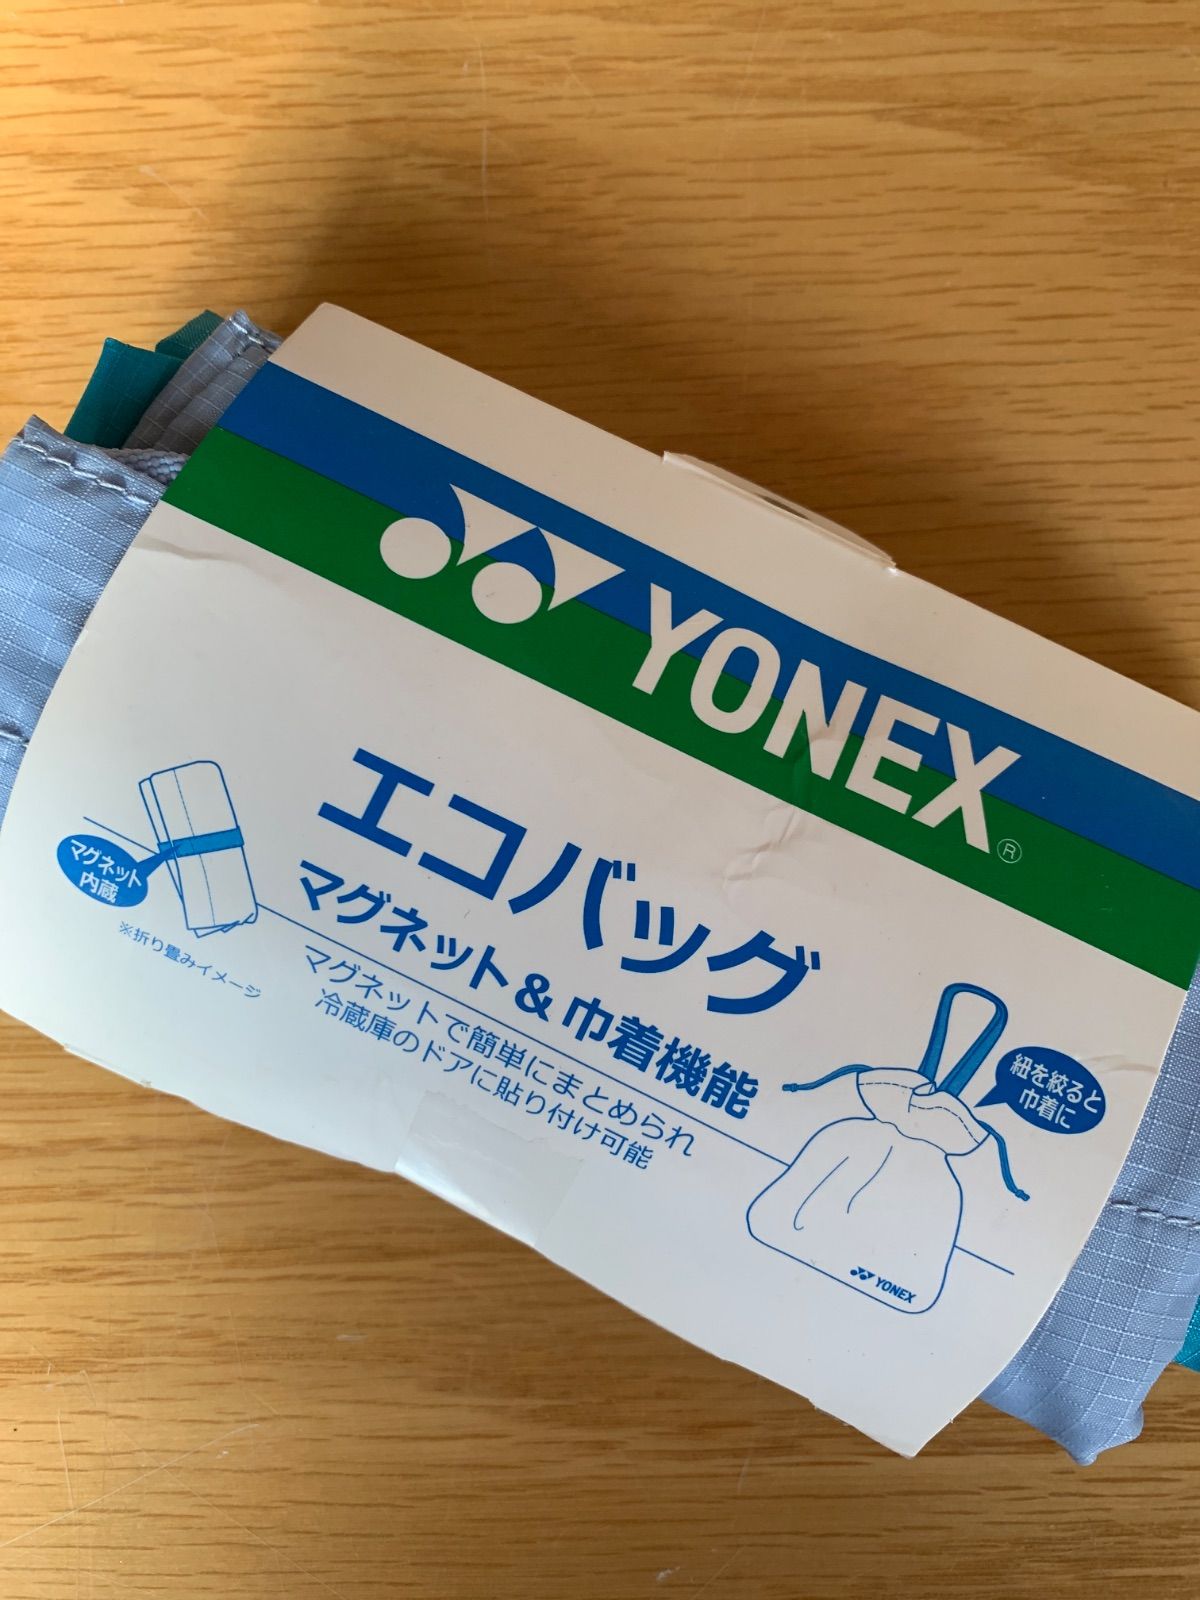 YONEX®
エコバッグ
マグネット&巾着機能
マグネットで簡単にまとめられ
冷蔵庫のドアに貼り付け可能
マグネット
内蔵
※折り畳みイメージ
紐を絞ると
巾着に
YONEX